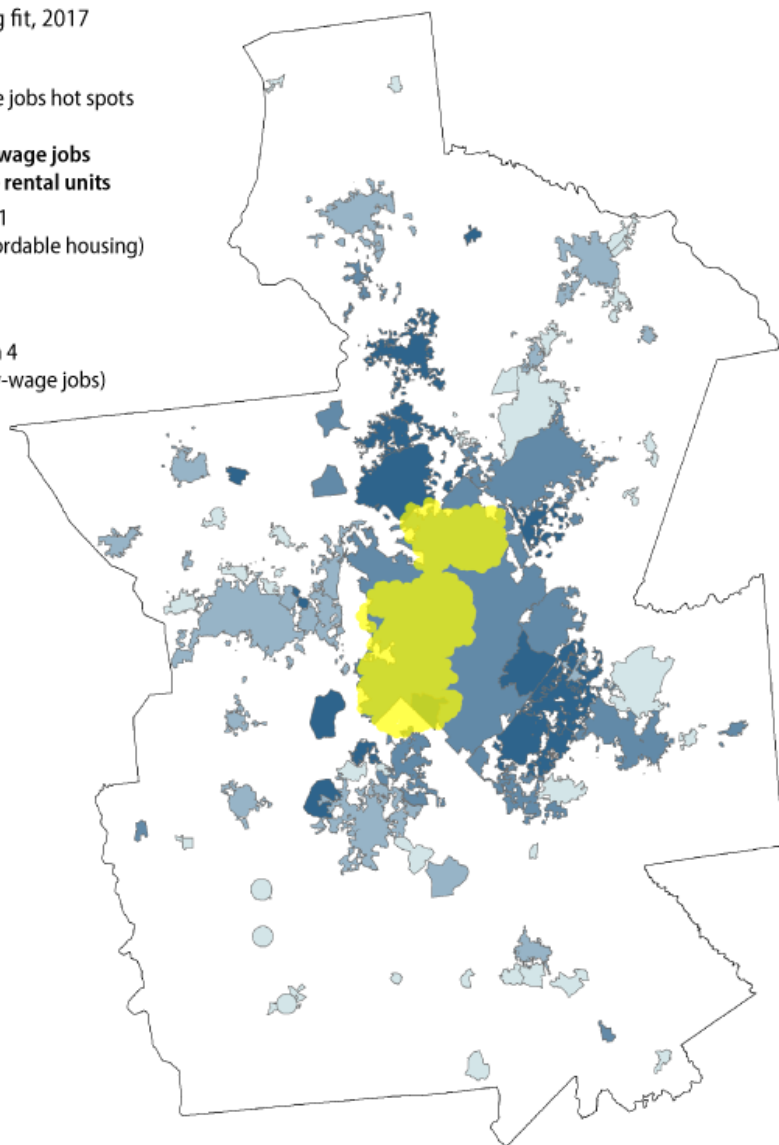 g fit, 2017
e jobs hot spots
wage jobs
rental units
1
ordable housing)
4
-wage jobs)